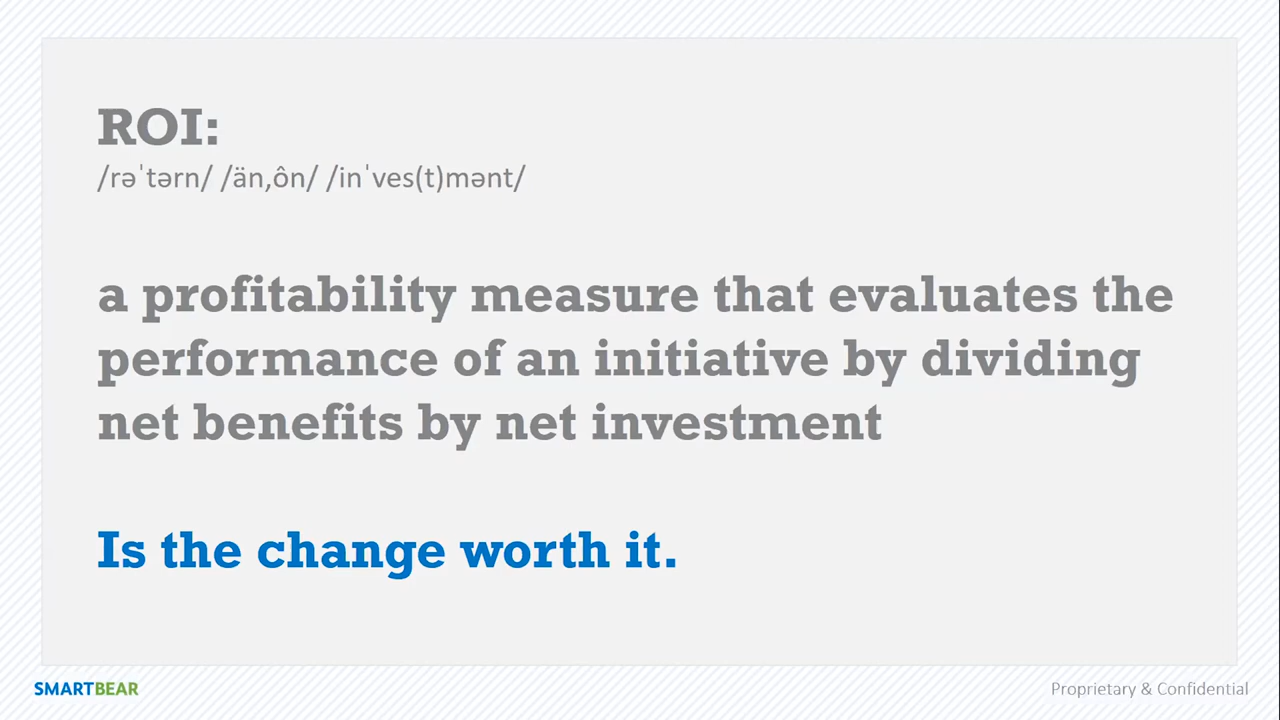 ROI:
/rəˈtərn/ /än,ôn/ /inˈves(t)mənt/
a profitability measure that evaluates the
performance of an initiative by dividing
net benefits by net investment
Is the change worth it.
SMARTBEAR
Proprietary & Confidential